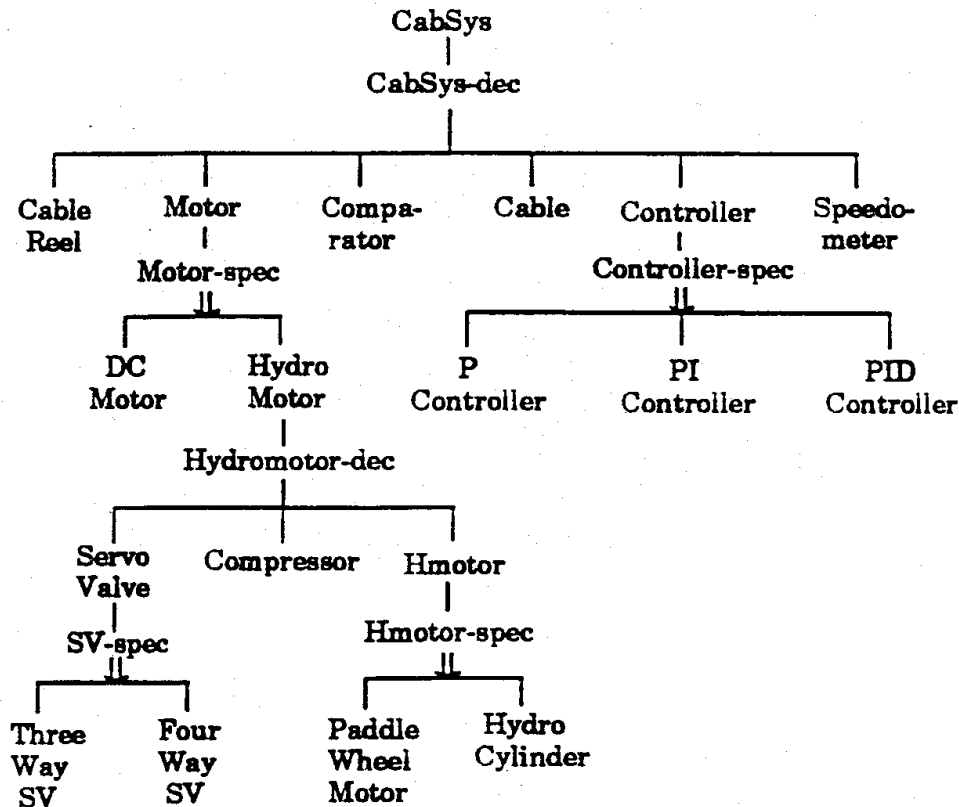 CabSys
CabSys-dec
Cable
Reel
Motor
Compa-
rator
Cable
Controller
Speedo-
meter
Motor-spec
Controller-spec
DC
Motor
Hydro
Motor
P
Controller
PI
Controller
PID
Controller
Hydromotor-dec
Servo
Valve
Compressor
Hmotor
SV-spec
Hmotor-spec
Three
Way
SV
Four
Way
SV
Paddle
Wheel
Motor
Hydro
Cylinder